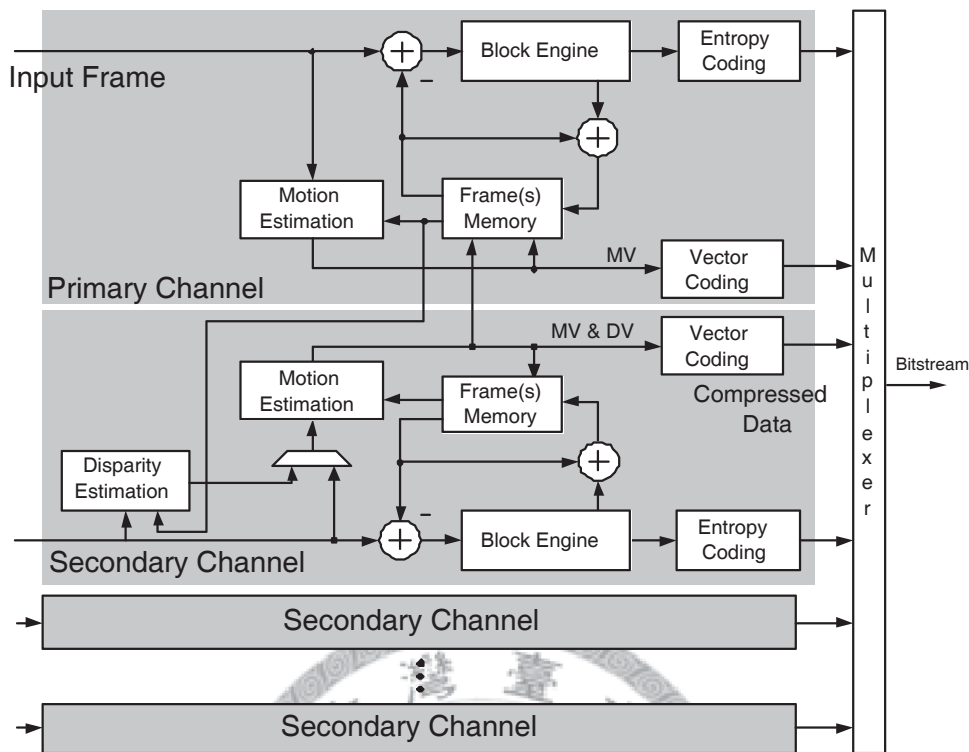 Input Frame
+
−
Block Engine
Entropy
Coding
+
Motion
Estimation
Frame(s)
Memory
MV
Vector
Coding
Primary Channel
MV & DV
Vector
Coding
Motion
Estimation
Frame(s)
Memory
Compressed
Data
Disparity
Estimation
+
−
+
Block Engine
Entropy
Coding
Secondary Channel
Multiplexer
Bitstream
Secondary Channel
Secondary Channel